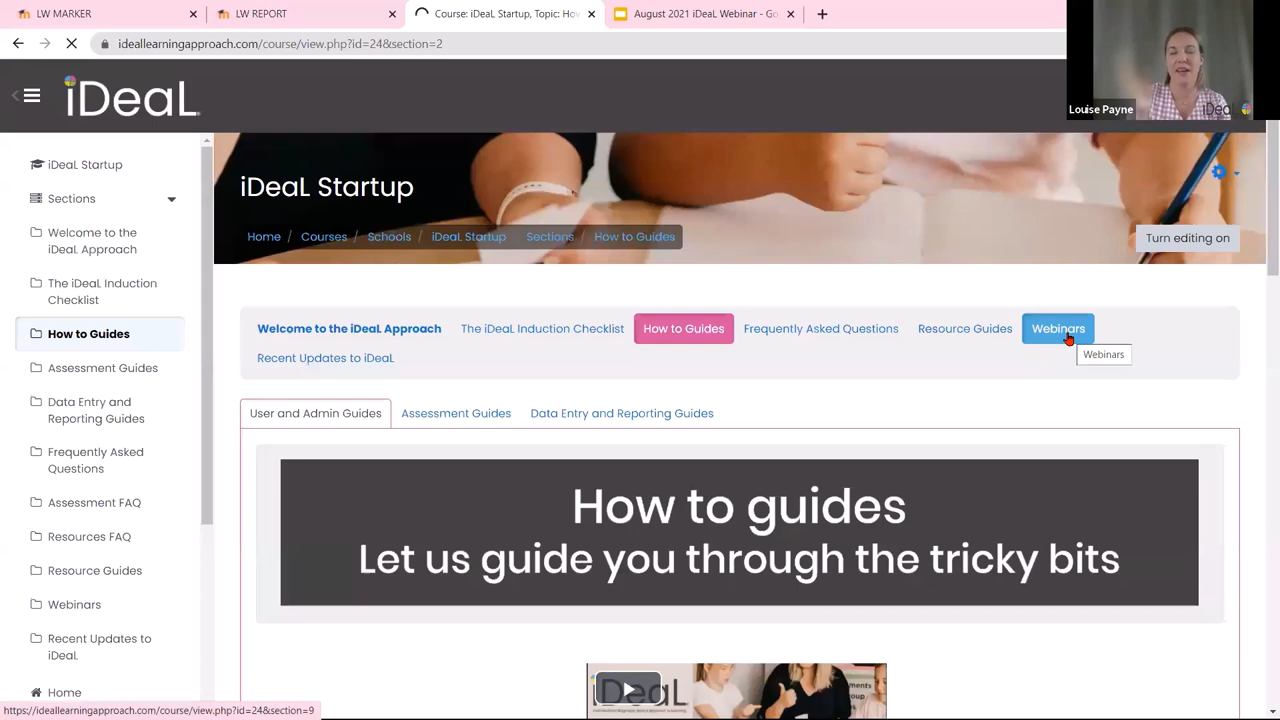 LW MARKER
LW REPORT
Course: iDeaL Startup, Topic: Ho
August 2021 iDeaL Webinar - Go
ideallearningapproach.com/course/view.php?id=24&section=2
Louise Payne
iDeaL
iDeaL
iDeaL Startup
Sections
Welcome to the
iDeaL Approach
The iDeaL Induction
Checklist
How to Guides
Assessment Guides
Data Entry and
Reporting Guides
Frequently Asked
Questions
Assessment FAQ
Resources FAQ
Resource Guides
Webinars
Recent Updates to
iDeaL
Home
iDeaL Startup
Home / Courses / Schools / iDeaL Startup Sections / How to Guides
Turn editing on
Welcome to the iDeaL Approach The iDeaL Induction Checklist How to Guides Frequently Asked Questions Resource Guides Webinars
Webinars
Recent Updates to iDeaL
User and Admin Guides Assessment Guides Data Entry and Reporting Guides
How to guides
Let us guide you through the tricky bits
iDeaL
https://ideallearningapproach.com/course/view.php?id=24&section=9